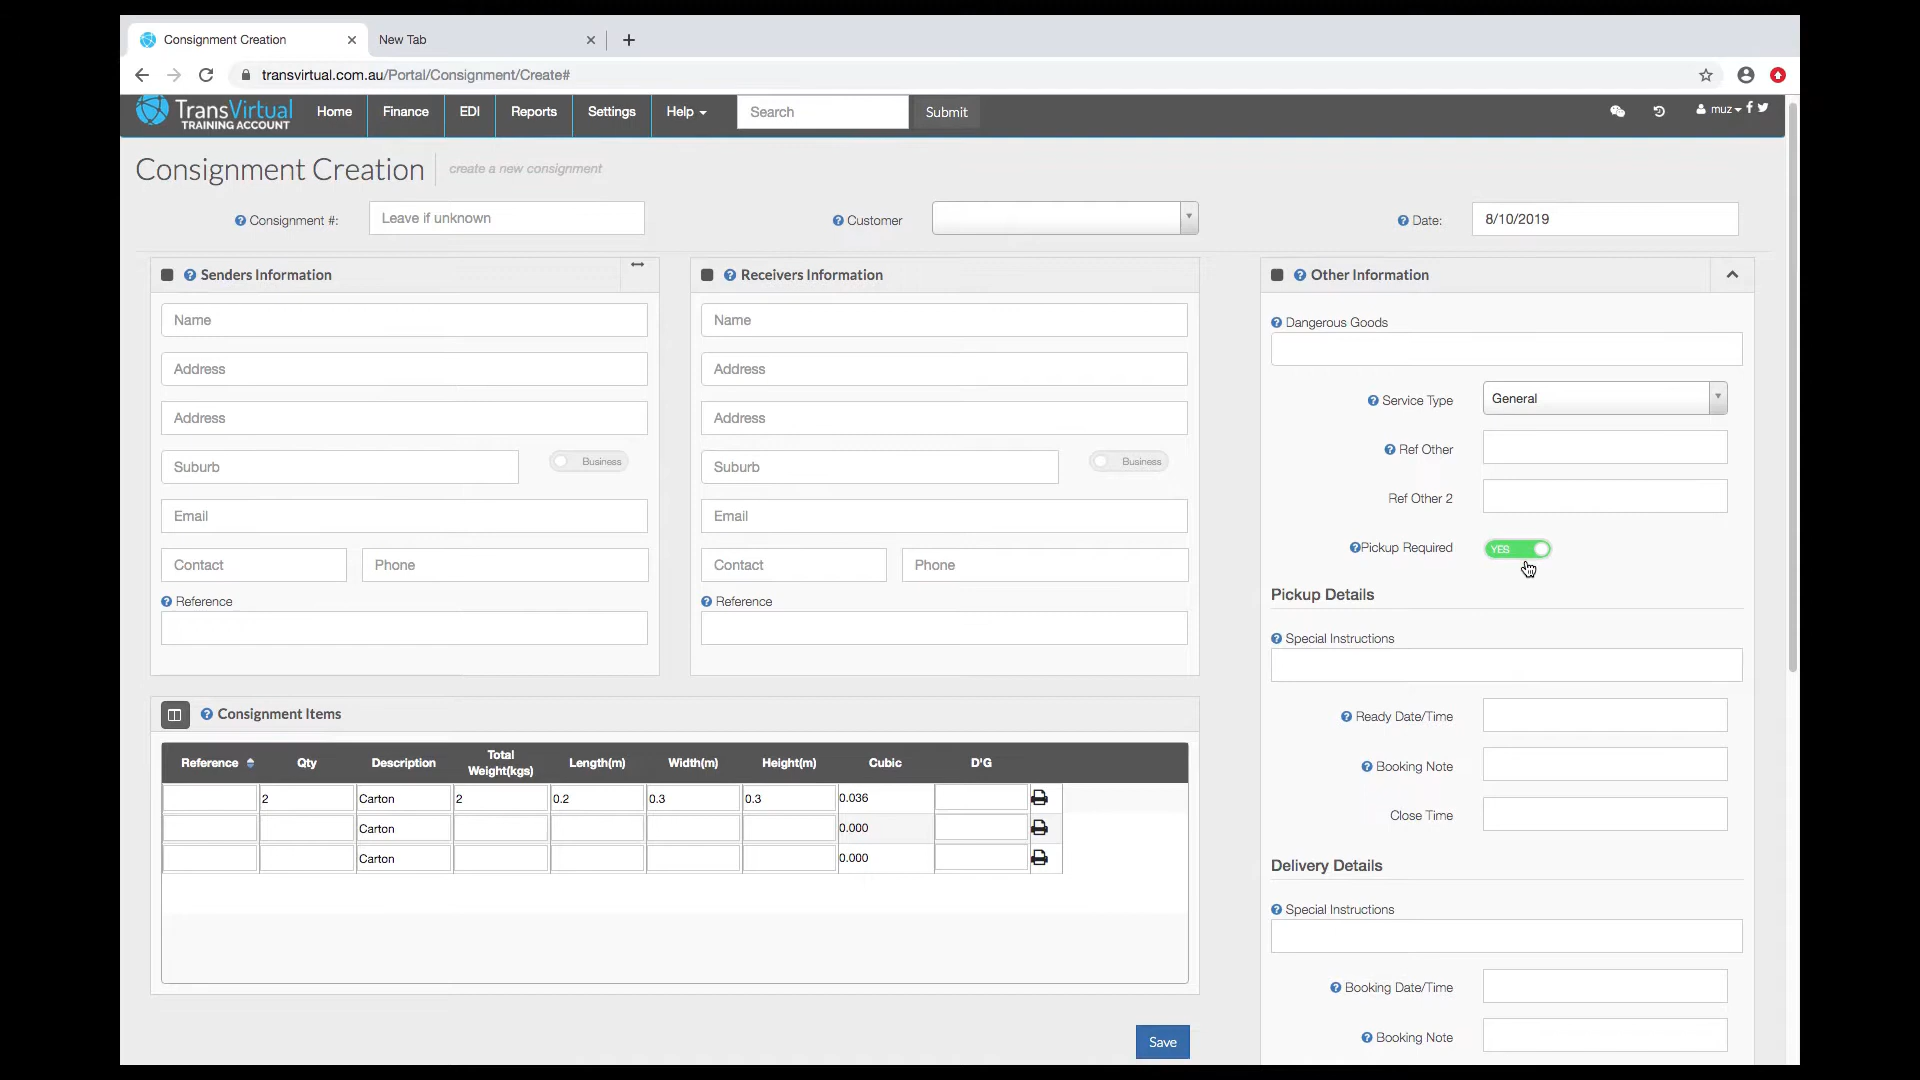 Consignment Creation
New Tab
transvirtual.com.au/Portal/Consignment/Create#
TransVirtual
TRAINING ACCOUNT
Home
Finance
EDI
Reports
Settings
Help
Search
Submit
muz
Consignment Creation
create a new consignment
Consignment #:
Leave if unknown
Customer
Date:
8/10/2019
Senders Information
Name
Address
Address
Suburb
Business
Email
Contact
Phone
Reference
Receivers Information
Name
Address
Address
Suburb
Business
Email
Contact
Phone
Reference
Other Information
Dangerous Goods
Service Type
General
Ref Other
Ref Other 2
Pickup Required
YES
Pickup Details
Special Instructions
Ready Date/Time
Booking Note
Close Time
Delivery Details
Special Instructions
Booking Date/Time
Booking Note
Consignment Items
Reference Qty Description Total Weight(kgs) Length(m) Width(m) Height(m) Cubic D'G
2 Carton 2 0.2 0.3 0.3 0.036
Carton 0.000
Carton 0.000
Save